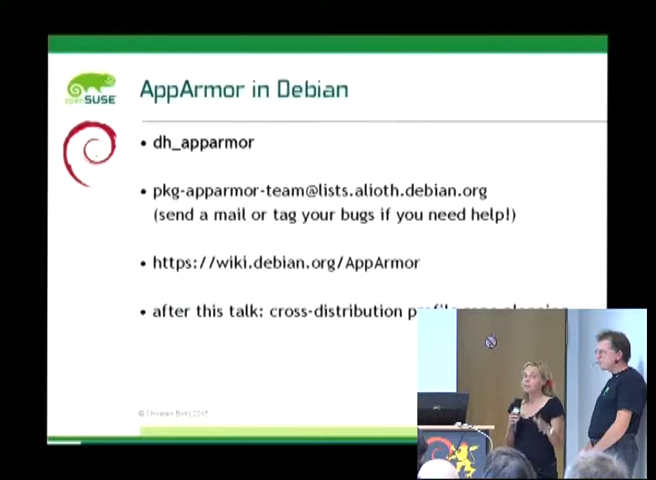 openSUSE
AppArmor in Debian
• dh_apparmor
• pkg-apparmor-team@lists.alioth.debian.org
(send a mail or tag your bugs if you need help!)
• https://wiki.debian.org/AppArmor
• after this talk: cross-distribution
© Christian Boltz 2015